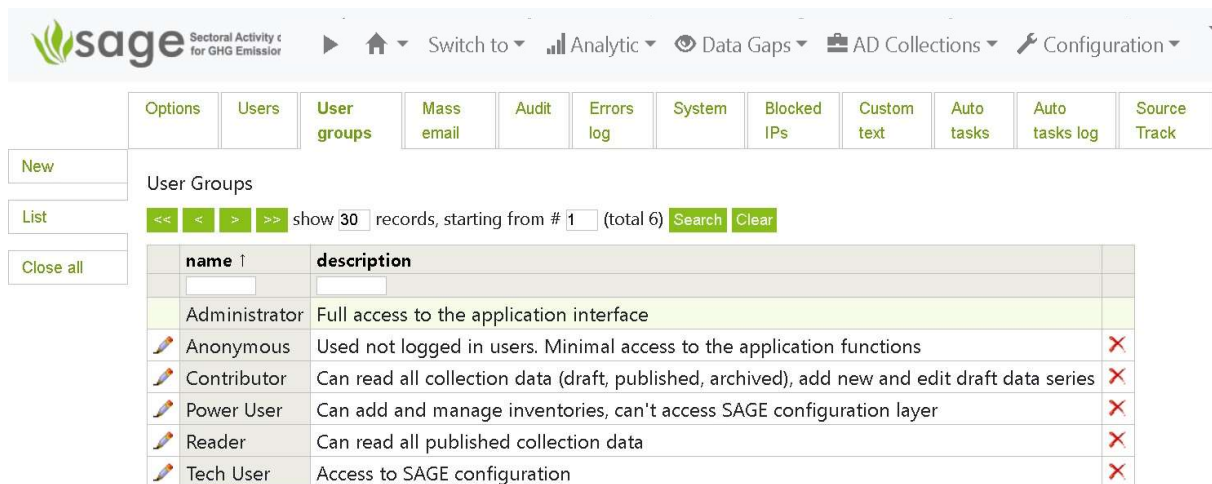 sage Sectoral Activity
for GHG Emission
Switch to Analytic Data Gaps AD Collections Configuration
Options Users User groups Mass email Audit Errors log System Blocked IPs Custom text Auto tasks Auto tasks log Source Track
New
List
Close all
User Groups
<< < > >> show 30 records, starting from # 1 (total 6) Search Clear
name ↑ description
Administrator Full access to the application interface
Anonymous Used not logged in users. Minimal access to the application functions
Contributor Can read all collection data (draft, published, archived), add new and edit draft data series
Power User Can add and manage inventories, can't access SAGE configuration layer
Reader Can read all published collection data
Tech User Access to SAGE configuration